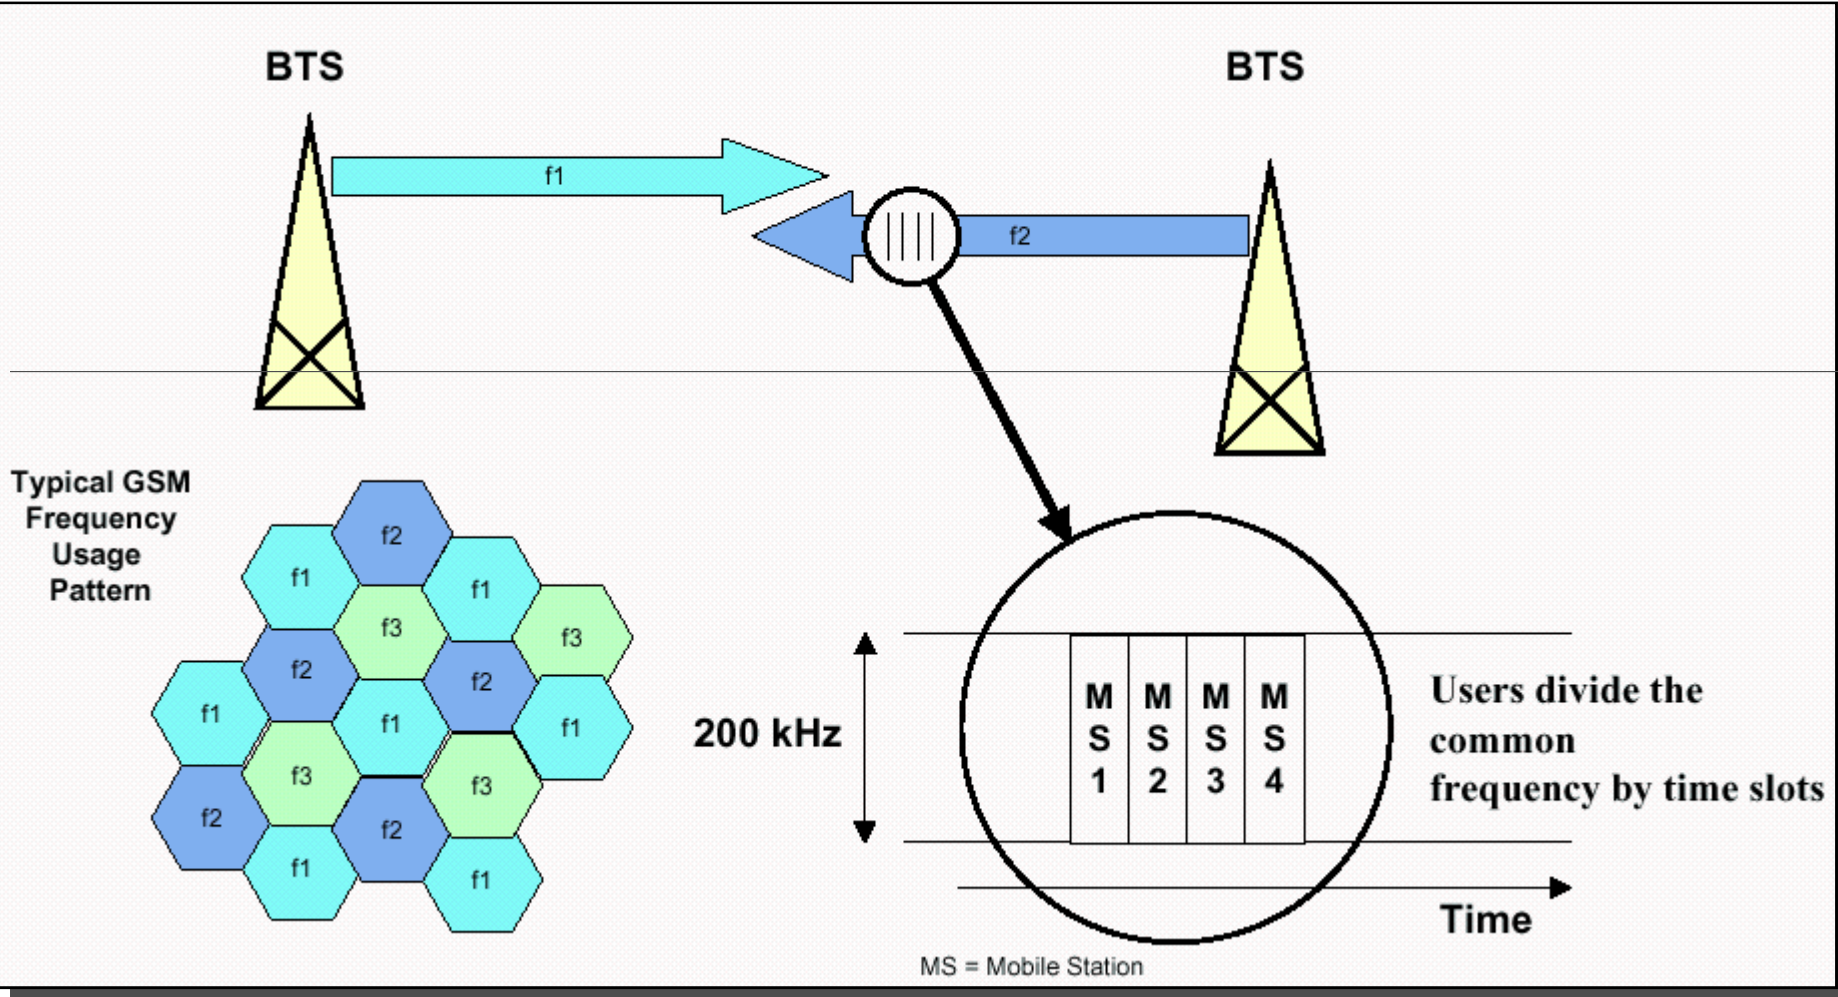 BTS
BTS
f1
f2
Typical GSM
Frequency
Usage
Pattern
f2
f1
f1
f3
f3
f2
f2
f1
f1
f1
f3
f3
f2
f2
f1
f1
200 kHz
M M M M
S S S S
1 2 3 4
Users divide the
common
frequency by time slots
Time
MS = Mobile Station